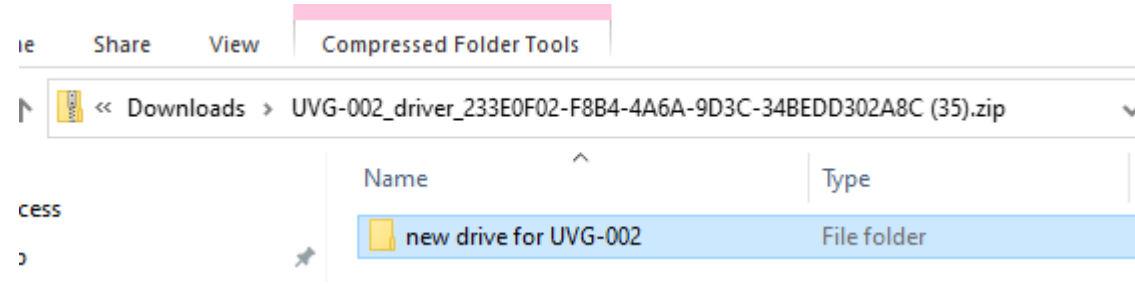 Share View Compressed Folder Tools
« Downloads > UVG-002_driver_233E0F02-F8B4-4A6A-9D3C-34BEDD302A8C (35).zip
Name Type
new drive for UVG-002 File folder